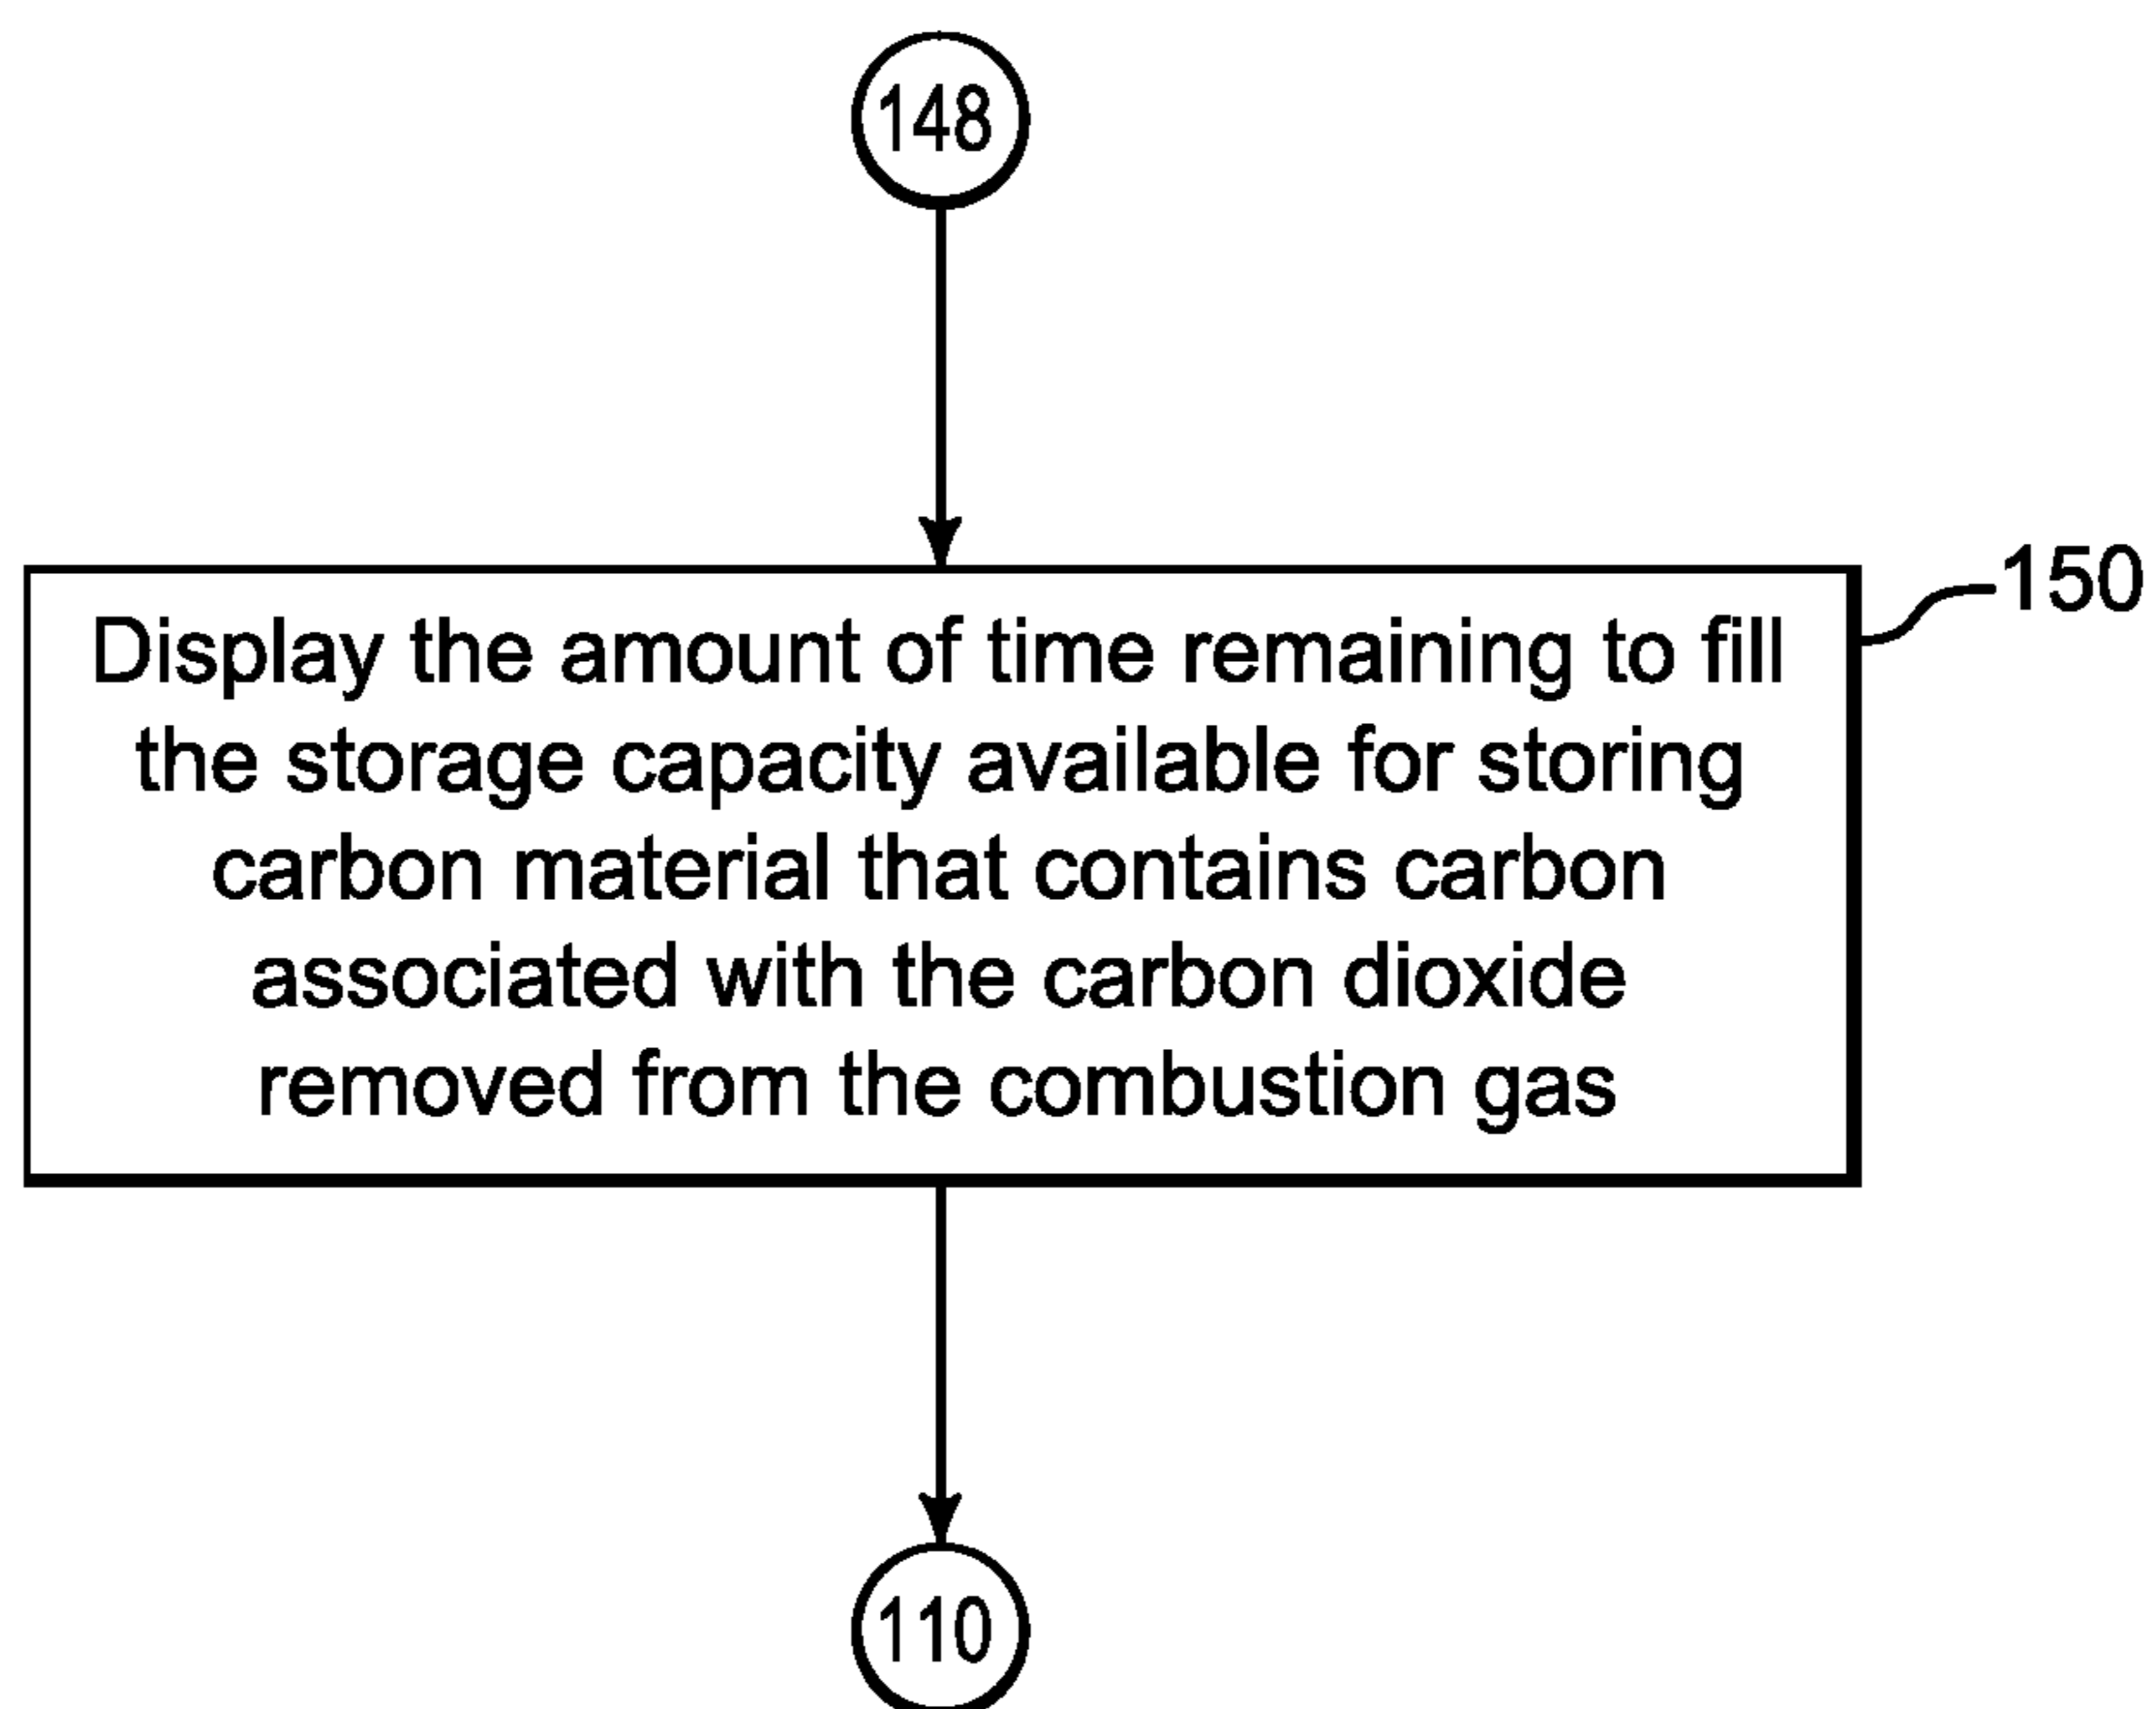 148
150
Display the amount of time remaining to fill
the storage capacity available for storing
carbon material that contains carbon
associated with the carbon dioxide
removed from the combustion gas
110